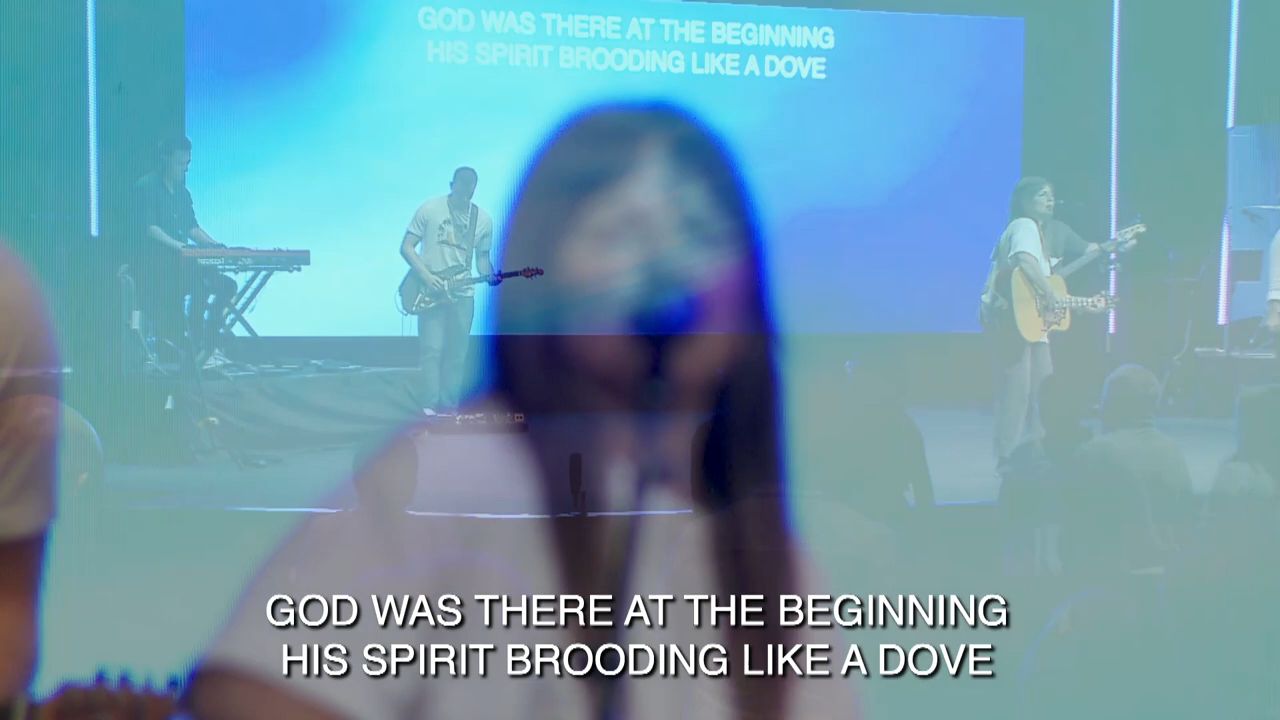 GOD WAS THERE AT THE BEGINNING
HIS SPIRIT BROODING LIKE A DOVE
GOD WAS THERE AT THE BEGINNING
HIS SPIRIT BROODING LIKE A DOVE